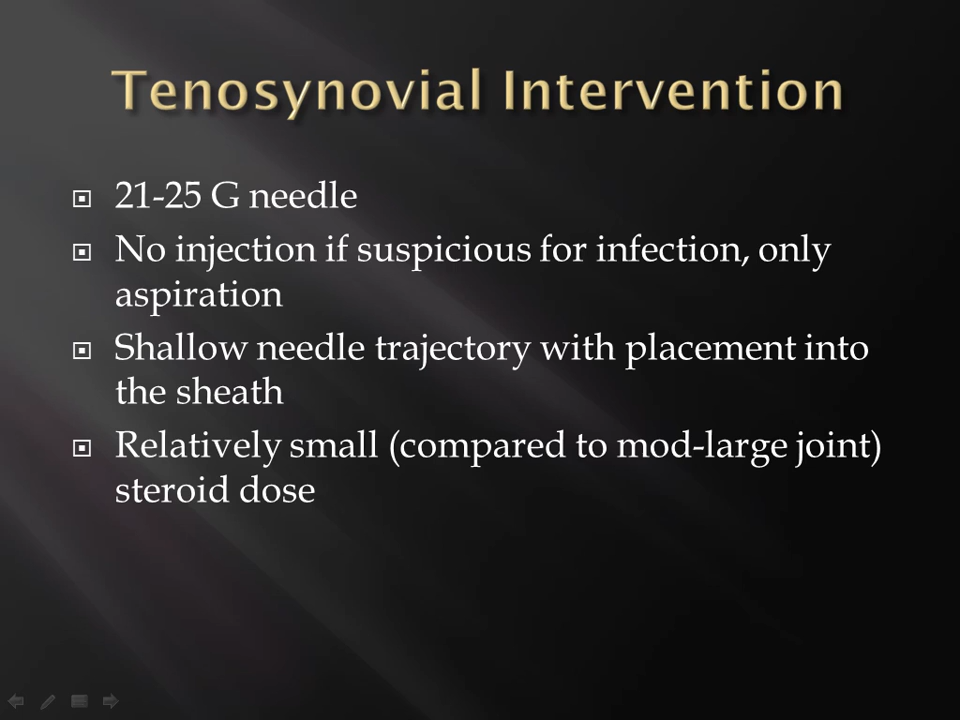 Tenosynovial Intervention
21-25 G needle
No injection if suspicious for infection, only
aspiration
Shallow needle trajectory with placement into
the sheath
Relatively small (compared to mod-large joint)
steroid dose